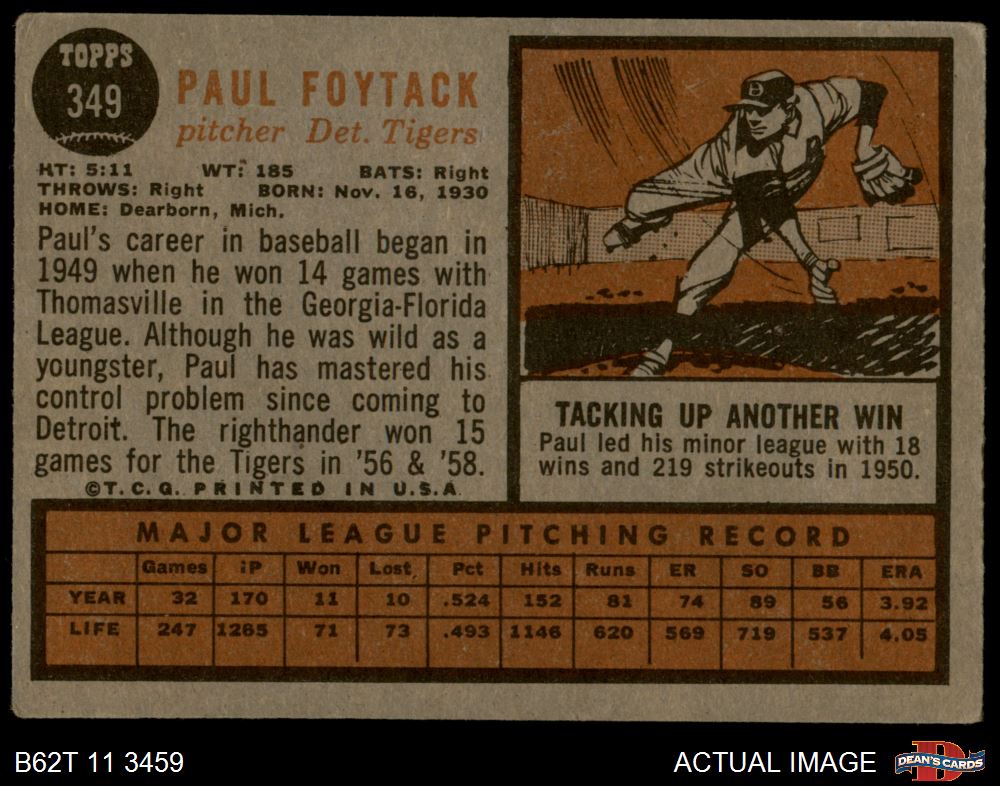 TOPPS
349
PAUL FOYTACK
pitcher Det. Tigers
HT: 5:11 WT: 185 BATS: Right
THROWS: Right BORN: Nov. 16, 1930
HOME: Dearborn, Mich.
Paul's career in baseball began in
1949 when he won 14 games with
Thomasville in the Georgia-Florida
League. Although he was wild as a
youngster, Paul has mastered his
control problem since coming to
Detroit. The righthander won 15
games for the Tigers in '56 & '58.
©T.C.G. PRINTED IN U.S.A.
TACKING UP ANOTHER WIN
Paul led his minor league with 18
wins and 219 strikeouts in 1950.
MAJOR LEAGUE PITCHING RECORD
Games IP Won Lost Pct Hits Runs ER SO BB ERA
YEAR 32 170 11 10 .524 152 81 74 89 56 3.92
LIFE 247 1265 71 73 .493 1146 620 569 719 537 4.05
B62T 11 3459
ACTUAL IMAGE
D
DEAN'S CARDS